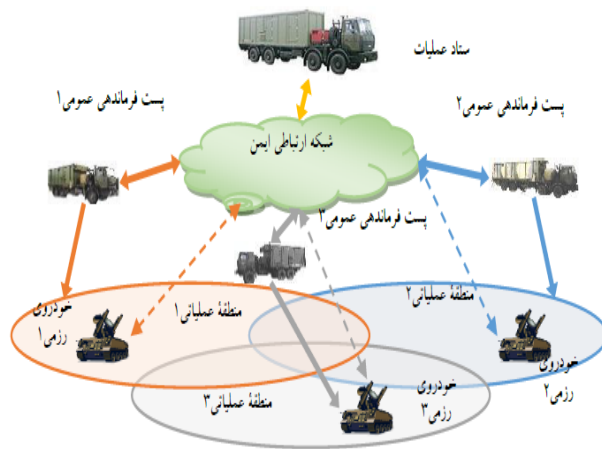 ستاد عملیات
پست فرماندهی عمومی۱
پست فرماندهی عمومی۲
شبکه ارتباطی ایمن
پست فرماندهی عمومی۳
خودروی
رزمی۱
منطقهٔ عملیاتی۱
منطقهٔ عملیاتی۲
خودروی
رزمی۲
منطقهٔ عملیاتی۳
خودروی
رزمی۳